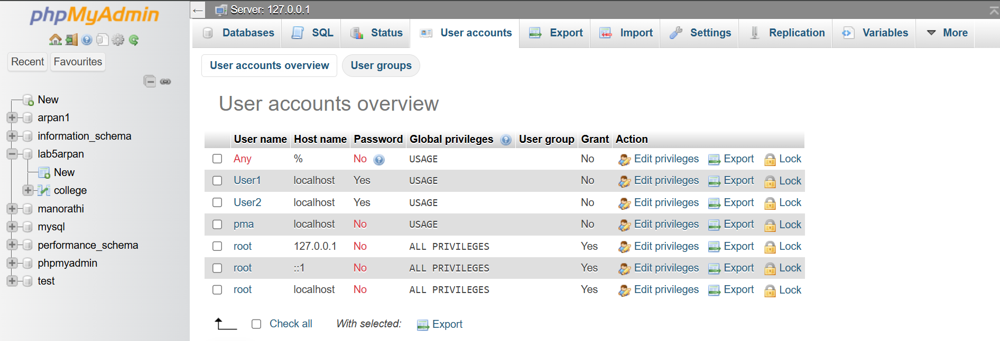 phpMyAdmin
Recent Favourites
New
arpan1
information_schema
lab5arpan
New
college
manorathi
mysql
performance_schema
phpmyadmin
test
Server: 127.0.0.1
Databases SQL Status User accounts Export Import Settings Replication Variables More
User accounts overview User groups
User accounts overview
User name Host name Password Global privileges User group Grant Action
Any % No USAGE No Edit privileges Export Lock
User1 localhost Yes USAGE No Edit privileges Export Lock
User2 localhost Yes USAGE No Edit privileges Export Lock
pma localhost No USAGE No Edit privileges Export Lock
root 127.0.0.1 No ALL PRIVILEGES Yes Edit privileges Export Lock
root ::1 No ALL PRIVILEGES Yes Edit privileges Export Lock
root localhost No ALL PRIVILEGES Yes Edit privileges Export Lock
Check all With selected: Export